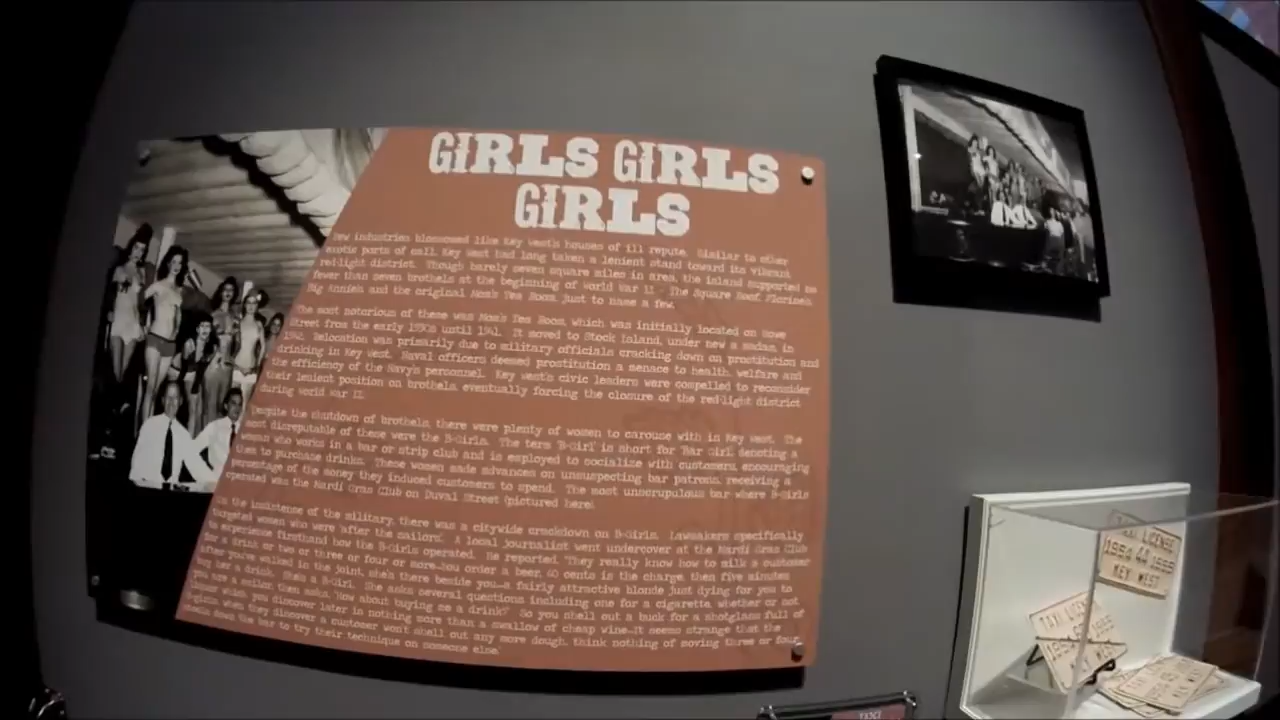 GIRLS GIRLS
GIRLS
Few industries blossomed like Key West's houses of ill repute. Similar to other
exotic ports of call, Key West had long taken a lenient stand toward its vibrant
red-light district. Though barely seven square miles in area, the island supported no
fewer than seven brothels at the beginning of World War II - The Square Roof, Florine's,
Big Annie's and the original Mom's Tea Room, just to name a few.
The most notorious of these was Mom's Tea Room, which was initially located on Howe
Street from the early 1930s until 1941. It moved to Stock Island, under new a madam, in
1942. Relocation was primarily due to military officials cracking down on prostitution and
drinking in Key West. Naval officers deemed prostitution a menace to health, welfare and
the efficiency of the Navy's personnel. Key West's civic leaders were compelled to reconsider
their lenient position on brothels, eventually forcing the closure of the red-light district
during World War II.
Despite the shutdown of brothels, there were plenty of women to carouse with in Key West. The
most disreputable of these were the B-Girls. The term "B-Girl" is short for "Bar Girl," denoting a
woman who works in a bar or strip club and is employed to socialize with customers, encouraging
them to purchase drinks. These women made advances on unsuspecting bar patrons, receiving a
percentage of the money they induced customers to spend. The most unscrupulous bar where B-Girls
operated was the Mardi Gras Club on Duval Street (pictured here).
On the insistence of the military, there was a citywide crackdown on B-Girls. Lawmakers specifically
targeted women who were "after the sailors". A local journalist went undercover at the Mardi Gras Club
to experience firsthand how the B-Girls operated. He reported, "They really know how to milk a customer
for a drink or two or three or four or more...You order a beer, 60 cents is the charge, then five minutes
after you've walked in the joint, she's there beside you...a fairly attractive blonde just dying for you to
buy her a drink. She's a B-Girl. She asks several questions including one for a cigarette, whether or not
you are a sailor, then asks, 'How about buying me a drink?' So you shell out a buck for a shotglass full of
liquor which you discover later is nothing more than a swallow of cheap wine...It seems strange that the
B-girls, when they discover a customer won't shell out any more dough, think nothing of moving three or four
stools down the bar to try their technique on someone else."
TAXI LICENSE
1954 44 1955
KEY WEST
TAXI
KEY WEST
TAXI